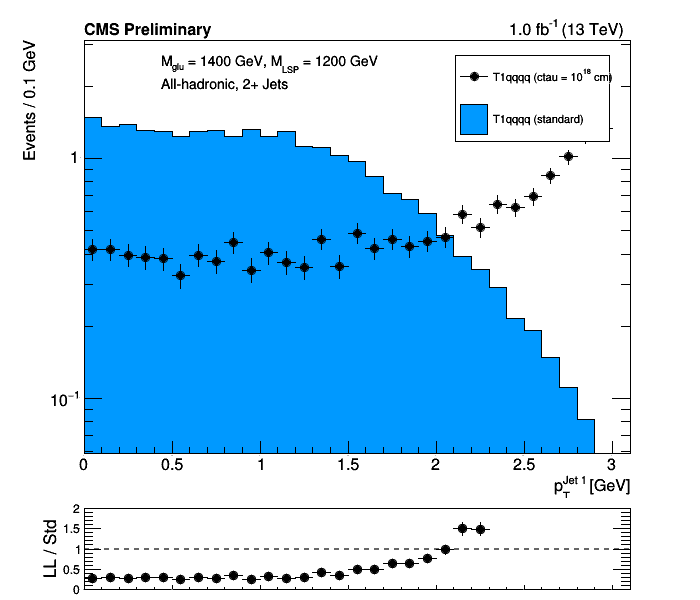 CMS Preliminary 1.0 fb⁻¹ (13 TeV)
M_glu = 1400 GeV, M_LSP = 1200 GeV
All-hadronic, 2+ Jets
T1qqqq (ctau = 10¹⁸ cm)
T1qqqq (standard)
Events / 0.1 GeV
1
10⁻¹
0 0.5 1 1.5 2 2.5 3
p_T^Jet 1 [GeV]
LL / Std
2
1.5
1
0.5
0